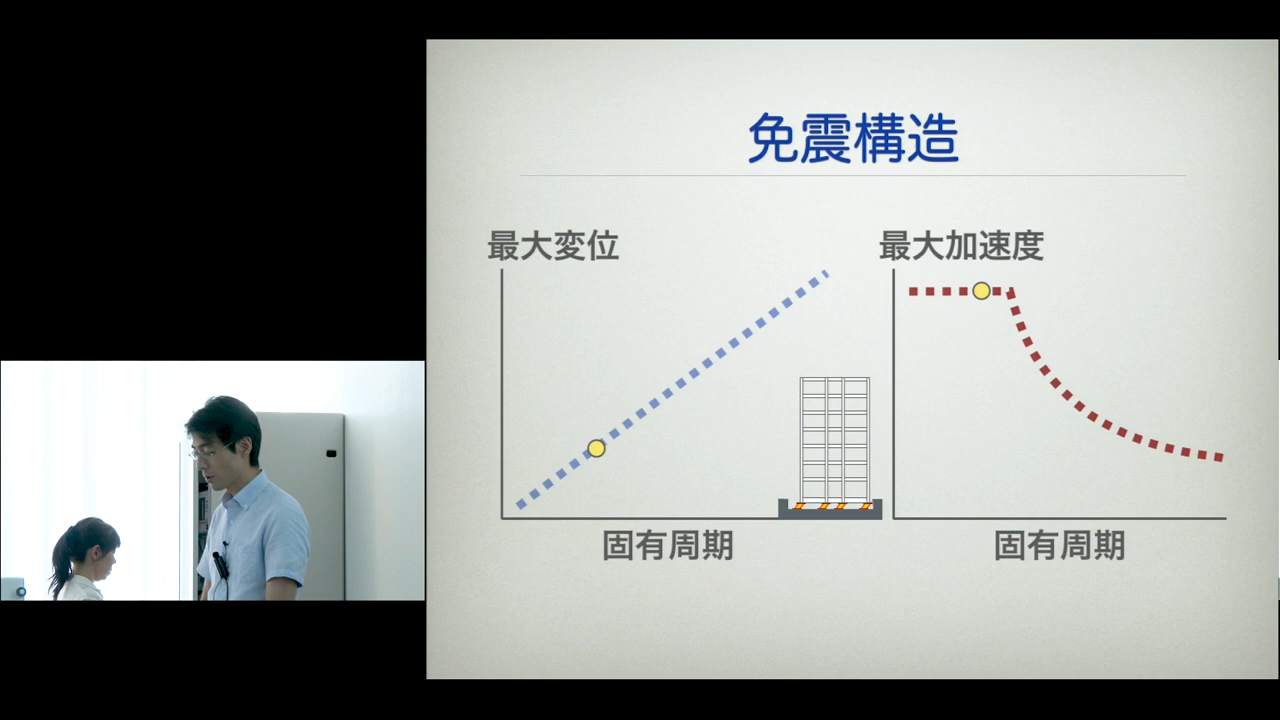 免震構造
最大変位
最大加速度
固有周期
固有周期